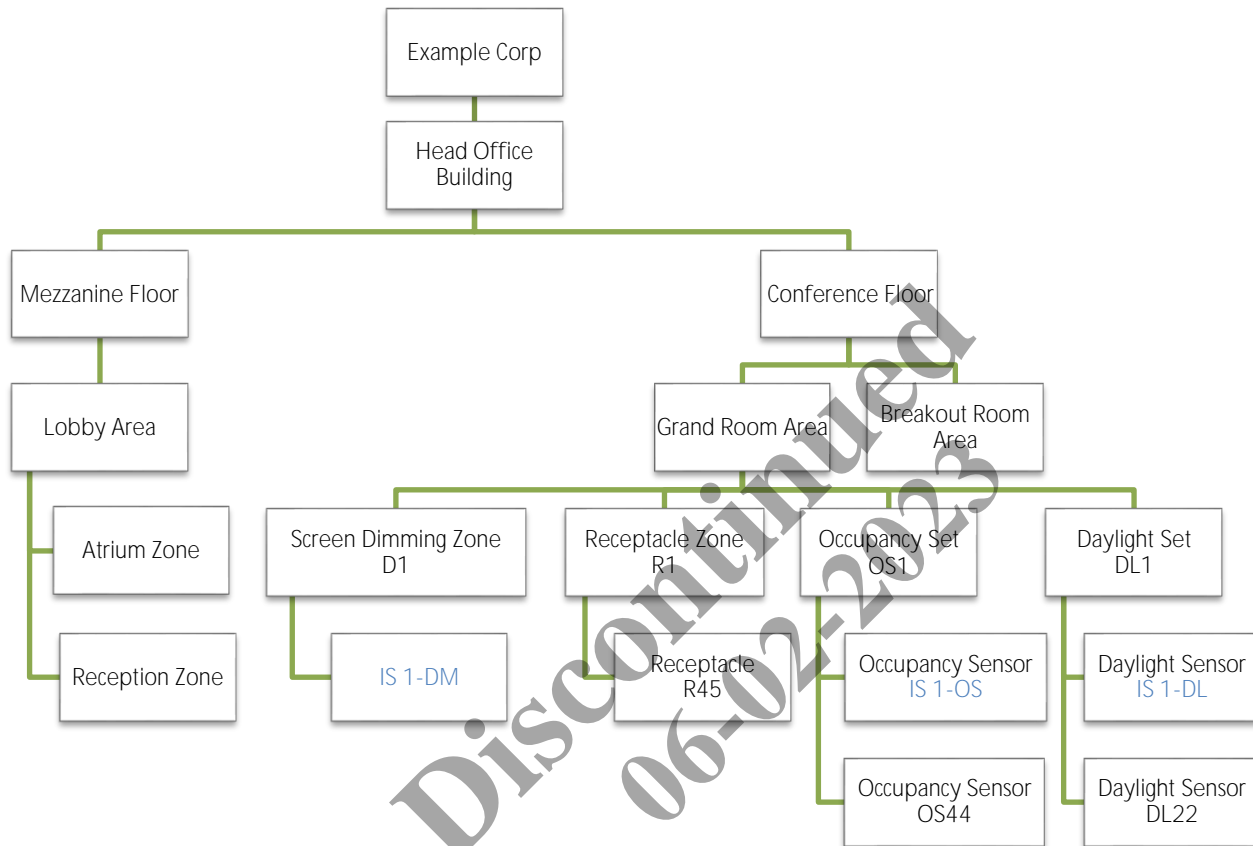 Example Corp
Head Office
Building
Mezzanine Floor
Conference Floor
Lobby Area
Grand Room Area
Breakout Room
Area
Atrium Zone
Screen Dimming Zone
D1
Receptacle Zone
R1
Occupancy Set
OS1
Daylight Set
DL1
Reception Zone
IS 1-DM
Receptacle
R45
Occupancy Sensor
IS 1-OS
Daylight Sensor
IS 1-DL
Occupancy Sensor
OS44
Daylight Sensor
DL22
Discontinued
06-02-2023